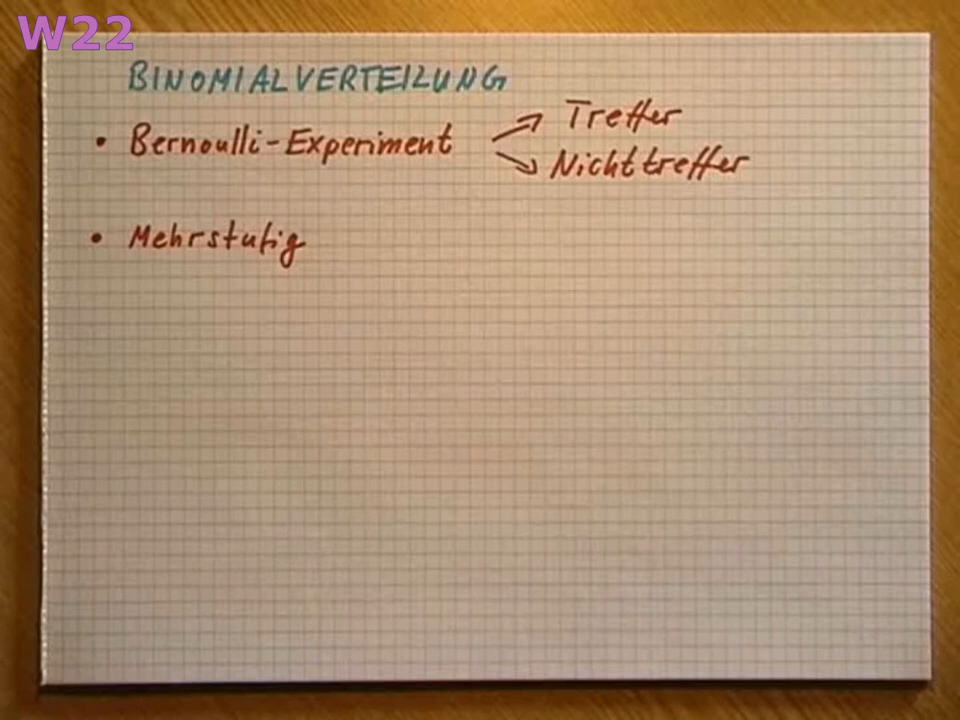 W22
BINOMIALVERTEILUNG
• Bernoulli-Experiment
Treffer
Nichttreffer
• Mehrstufig